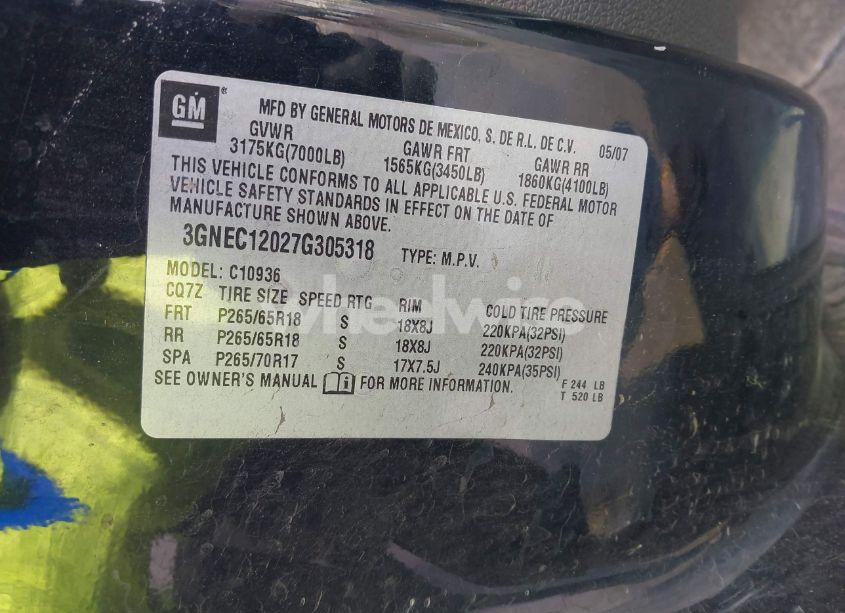 GM
MFD BY GENERAL MOTORS DE MEXICO, S. DE R.L. DE C.V. 05/07
GVWR GAWR FRT GAWR RR
3175KG(7000LB) 1565KG(3450LB) 1860KG(4100LB)
THIS VEHICLE CONFORMS TO ALL APPLICABLE U.S. FEDERAL MOTOR
VEHICLE SAFETY STANDARDS IN EFFECT ON THE DATE OF
MANUFACTURE SHOWN ABOVE.
3GNEC12027G305318 TYPE: M.P.V.
MODEL: C10936
CQ7Z TIRE SIZE SPEED RTG RIM COLD TIRE PRESSURE
FRT P265/65R18 S 18X8J 220KPA(32PSI)
RR P265/65R18 S 18X8J 220KPA(32PSI)
SPA P265/70R17 S 17X7.5J 240KPA(35PSI)
SEE OWNER'S MANUAL i FOR MORE INFORMATION.
F 244 LB
T 520 LB